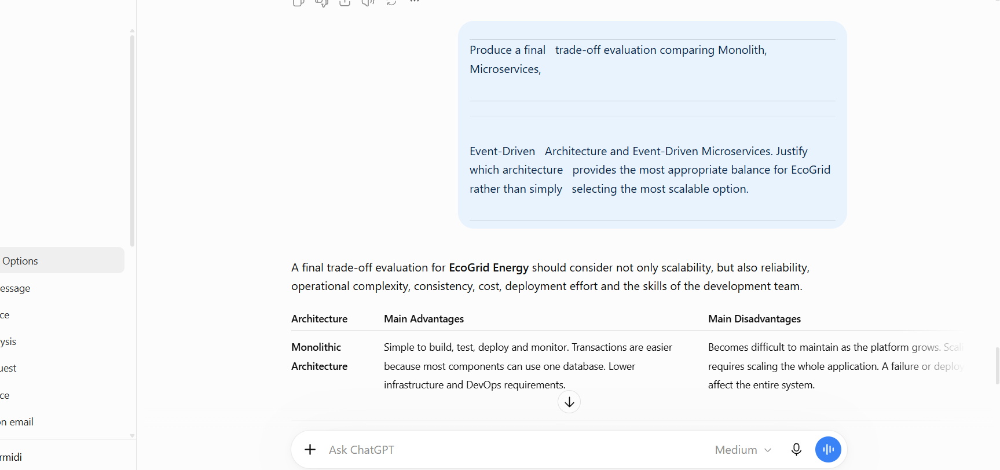 Produce a final trade-off evaluation comparing Monolith,
Microservices,
Event-Driven Architecture and Event-Driven Microservices. Justify
which architecture provides the most appropriate balance for EcoGrid
rather than simply selecting the most scalable option.
Options
essage
ce
ysis
uest
ce
on email
rmidi
A final trade-off evaluation for EcoGrid Energy should consider not only scalability, but also reliability,
operational complexity, consistency, cost, deployment effort and the skills of the development team.
Architecture Main Advantages Main Disadvantages
Monolithic Simple to build, test, deploy and monitor. Transactions are easier Becomes difficult to maintain as the platform grows. Scali
Architecture because most components can use one database. Lower requires scaling the whole application. A failure or deploy
infrastructure and DevOps requirements. affect the entire system.
Ask ChatGPT Medium